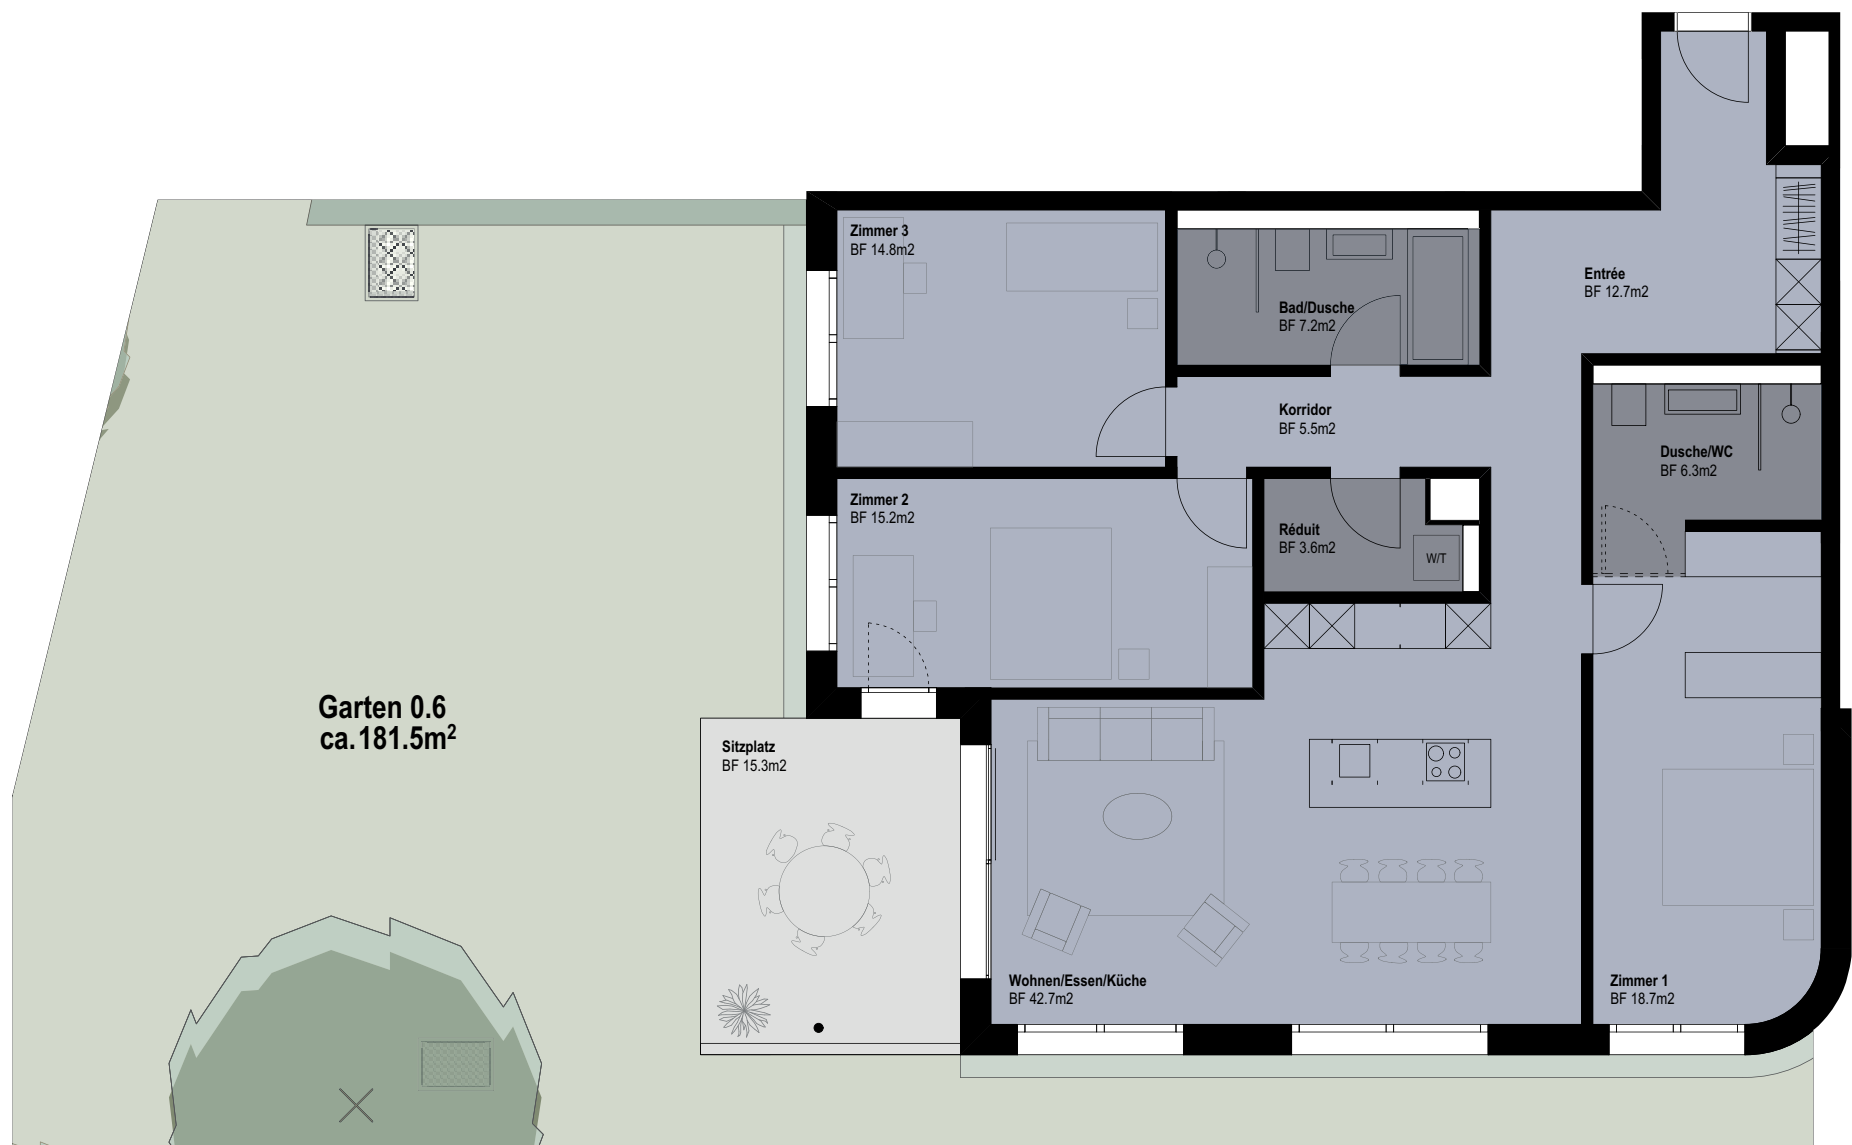 Zimmer 3
BF 14.8m2
Bad/Dusche
BF 7.2m2
Entrée
BF 12.7m2
Korridor
BF 5.5m2
Dusche/WC
BF 6.3m2
Zimmer 2
BF 15.2m2
Réduit
BF 3.6m2
W/T
Garten 0.6
ca.181.5m²
Sitzplatz
BF 15.3m2
Wohnen/Essen/Küche
BF 42.7m2
Zimmer 1
BF 18.7m2